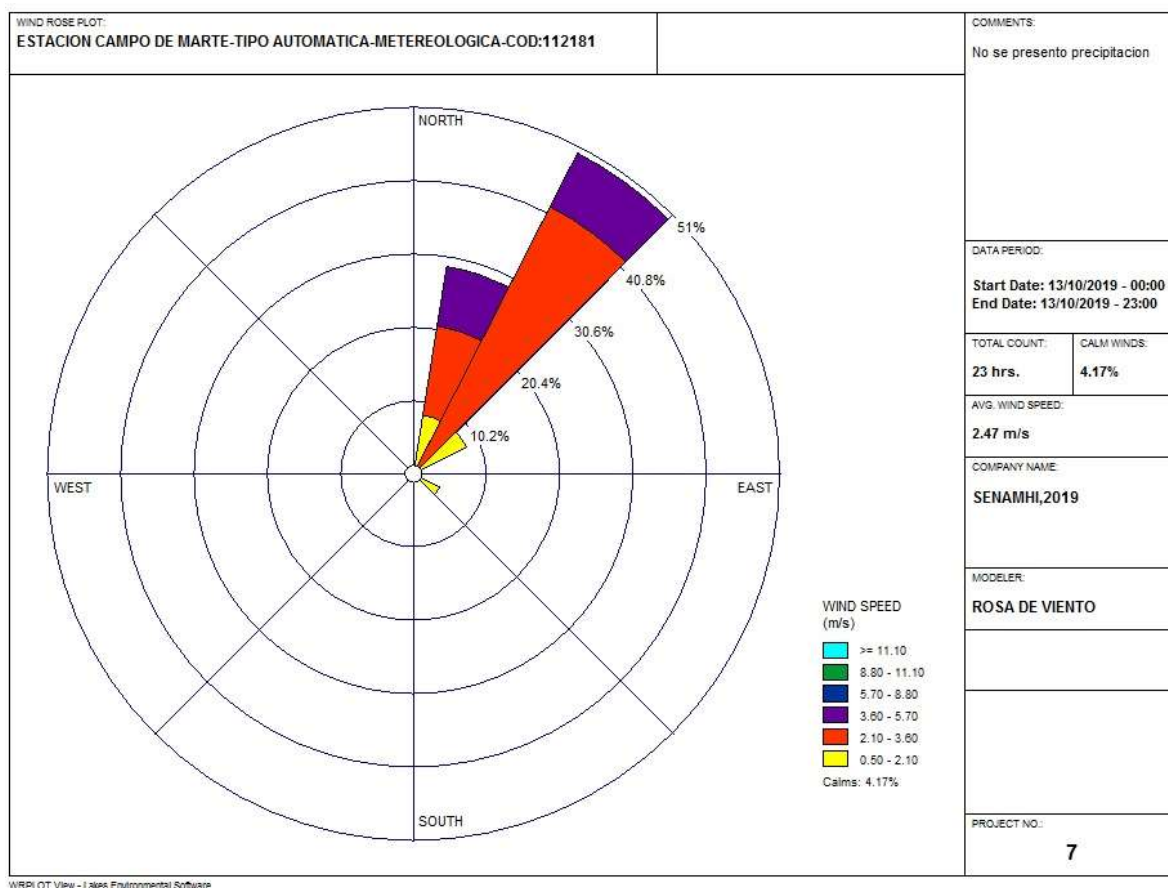 WIND ROSE PLOT:
ESTACION CAMPO DE MARTE-TIPO AUTOMATICA-METEREOLOGICA-COD:112181
COMMENTS:
No se presento precipitacion
NORTH
51%
40.8%
30.6%
20.4%
10.2%
WEST
EAST
SOUTH
WIND SPEED
(m/s)
>= 11.10
8.80 - 11.10
5.70 - 8.80
3.60 - 5.70
2.10 - 3.60
0.50 - 2.10
Calms: 4.17%
DATA PERIOD:
Start Date: 13/10/2019 - 00:00
End Date: 13/10/2019 - 23:00
TOTAL COUNT:
23 hrs.
CALM WINDS:
4.17%
AVG. WIND SPEED:
2.47 m/s
COMPANY NAME:
SENAMHI,2019
MODELER:
ROSA DE VIENTO
PROJECT NO.:
7
WRPLOT View - Lakes Environmental Software